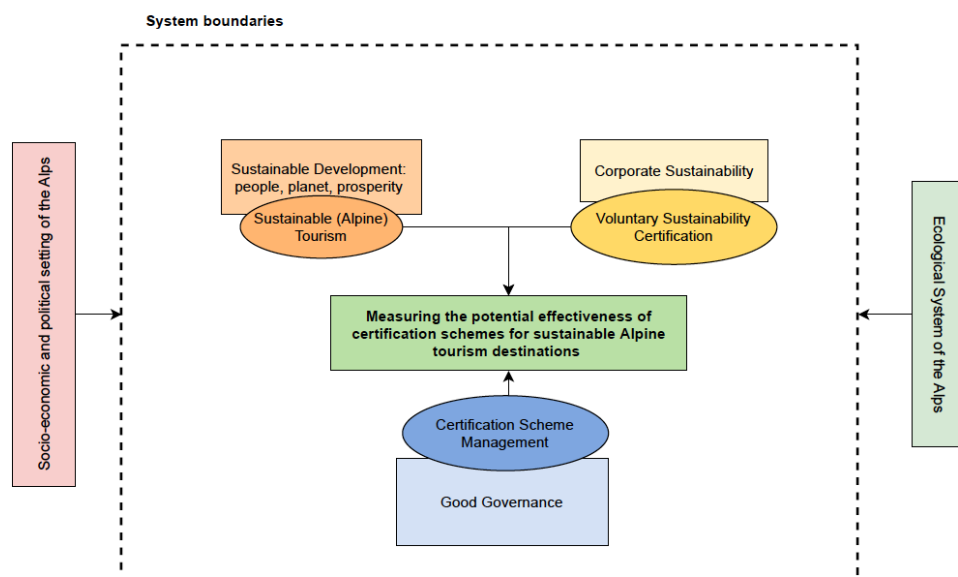 System boundaries
Socio-economic and political setting of the Alps
Sustainable Development:
people, planet, prosperity
Sustainable (Alpine)
Tourism
Corporate Sustainability
Voluntary Sustainability
Certification
Measuring the potential effectiveness of
certification schemes for sustainable Alpine
tourism destinations
Certification Scheme
Management
Good Governance
Ecological System of the Alps